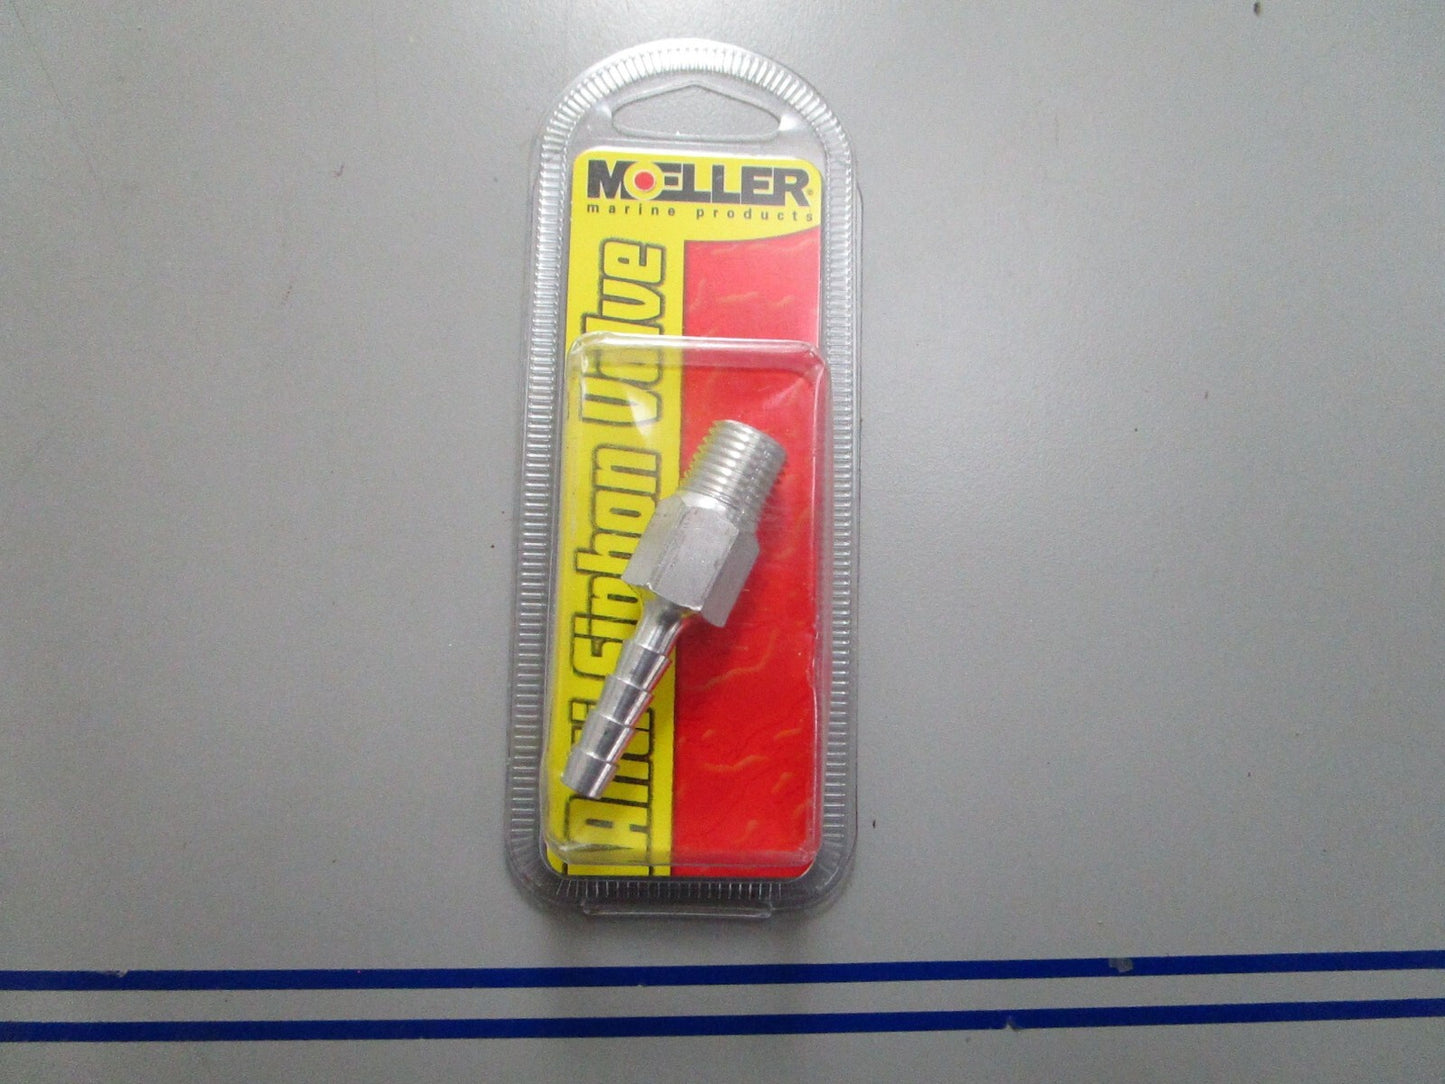 MOELLER®
marine products
Anti Siphon Valve